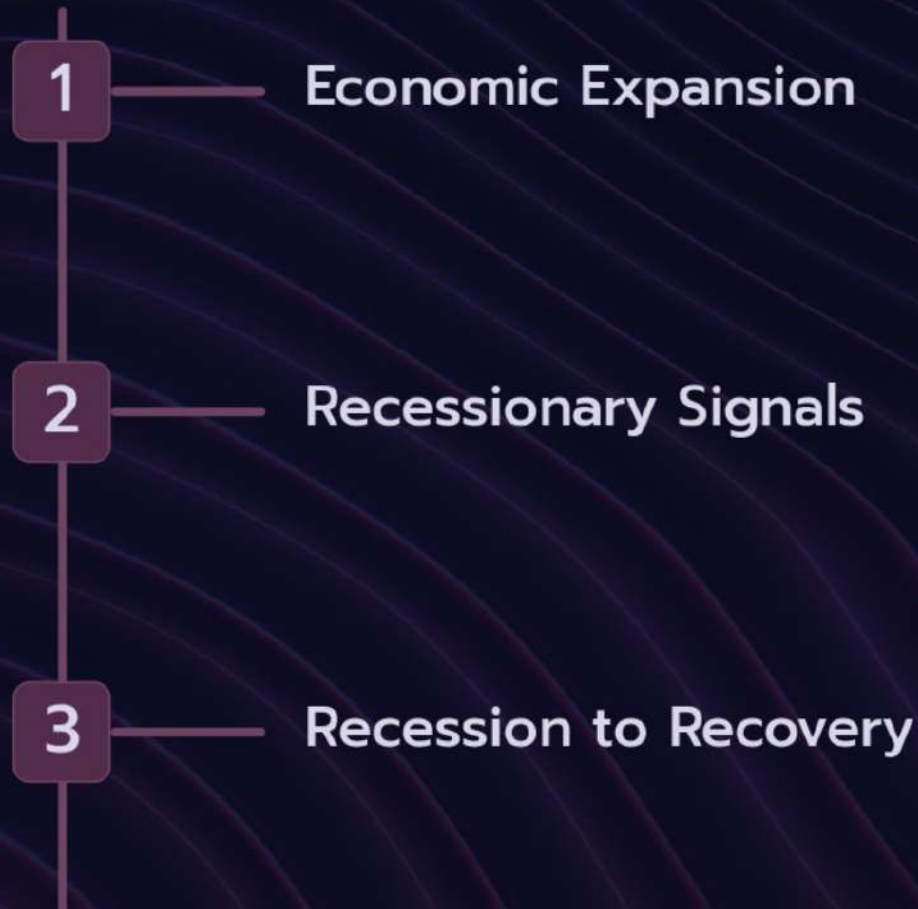 1 Economic Expansion
2 Recessionary Signals
3 Recession to Recovery